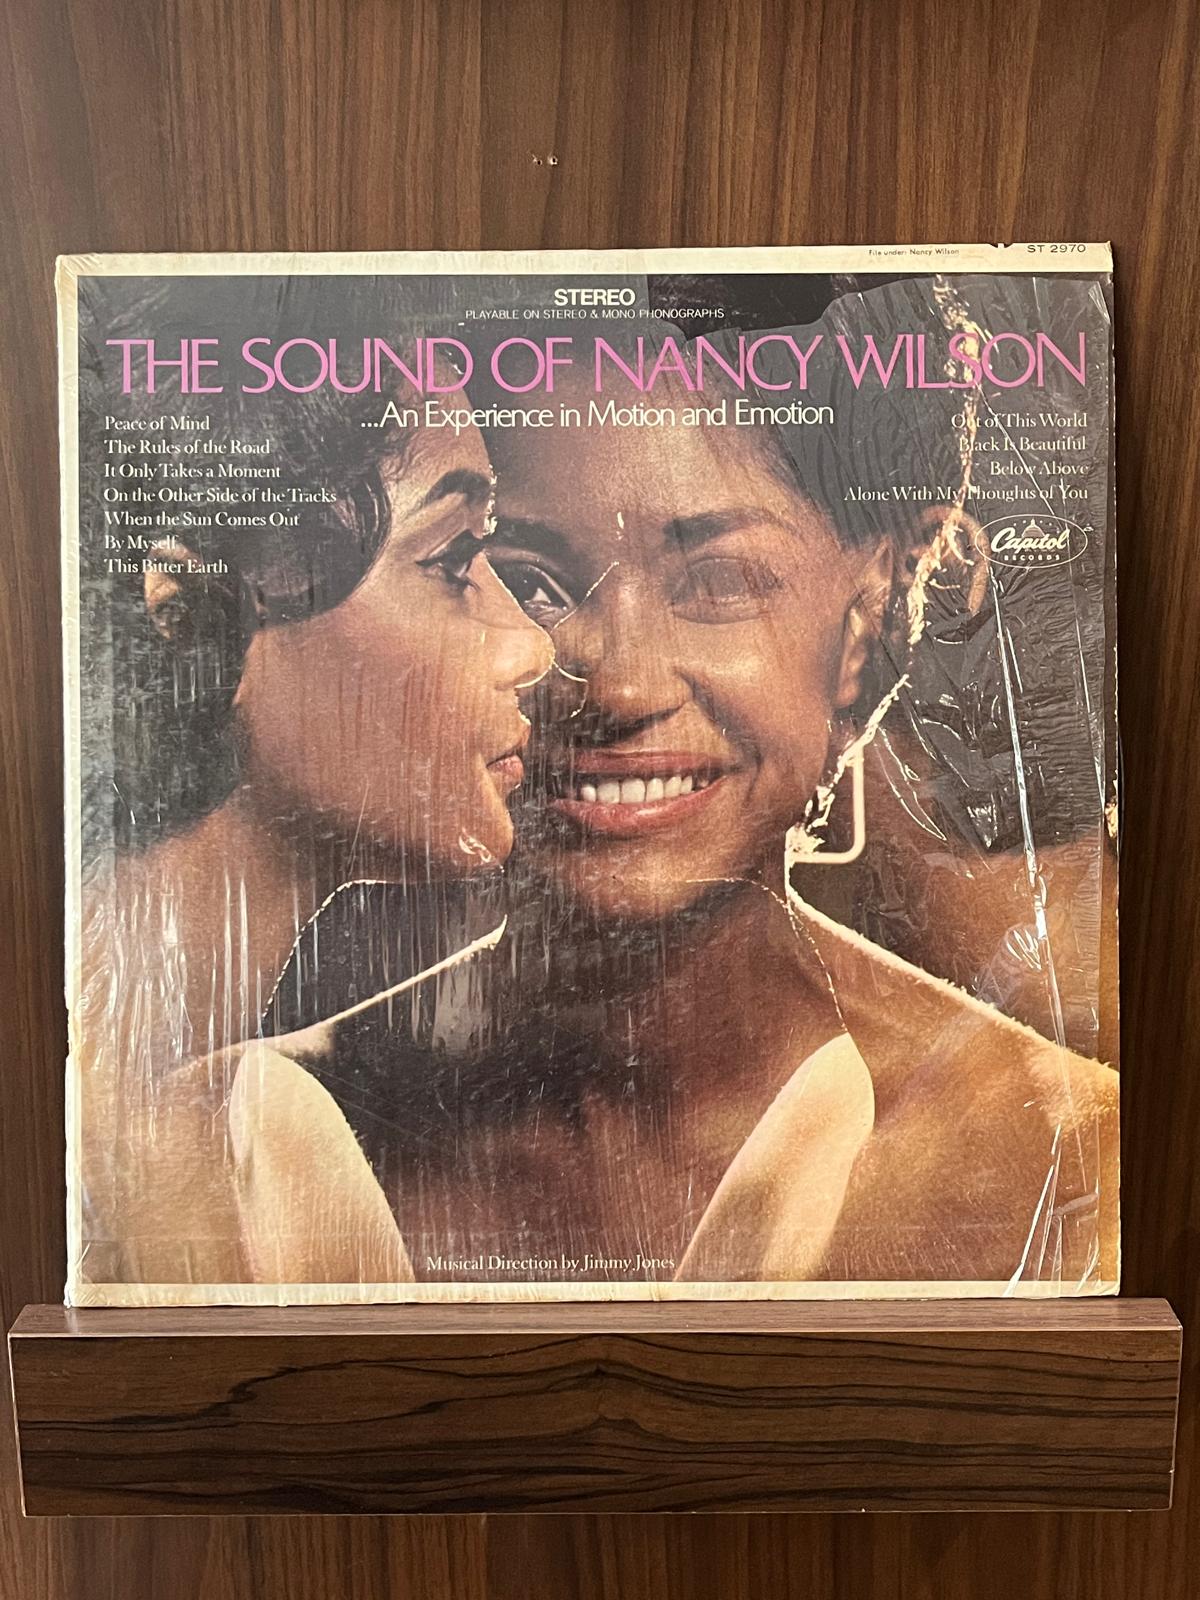 File under: Nancy Wilson
ST 2970
STEREO
PLAYABLE ON STEREO & MONO PHONOGRAPHS
THE SOUND OF NANCY WILSON
...An Experience in Motion and Emotion
Peace of Mind
The Rules of the Road
It Only Takes a Moment
On the Other Side of the Tracks
When the Sun Comes Out
By Myself
This Bitter Earth
Out of This World
Black Is Beautiful
Below Above
Alone With My Thoughts of You
Capitol
RECORDS
Musical Direction by Jimmy Jones